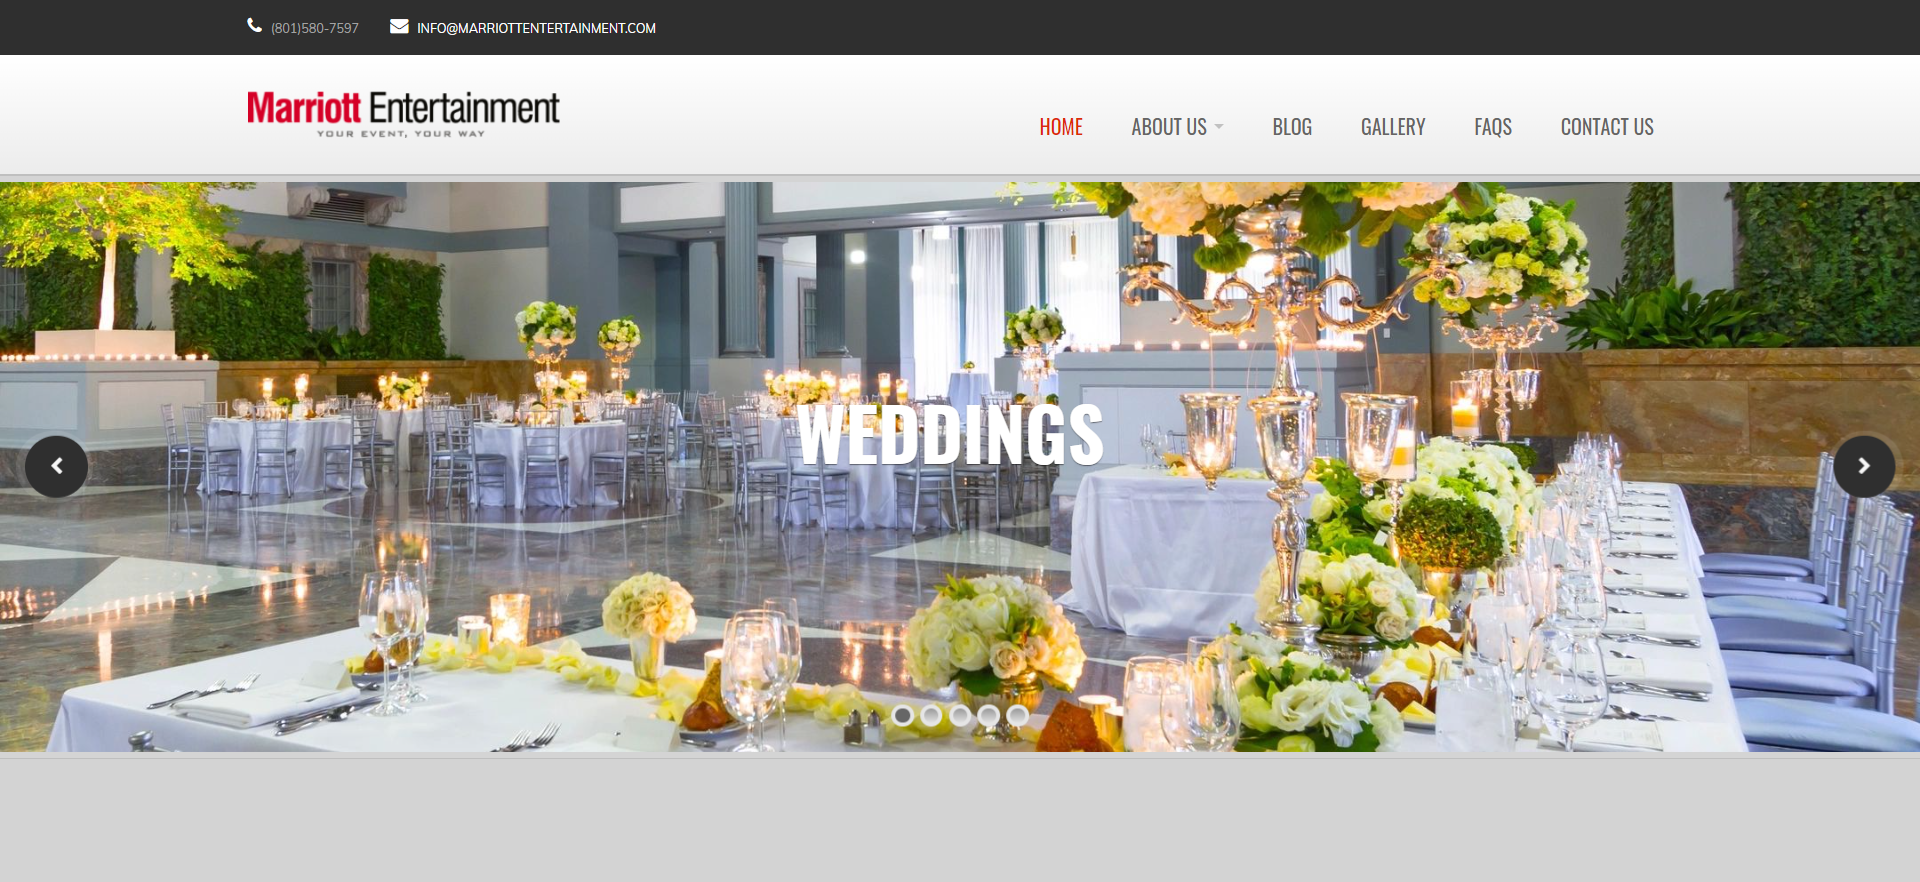 (801)580-7597 INFO@MARRIOTTENTERTAINMENT.COM
Marriott Entertainment
YOUR EVENT, YOUR WAY
HOME ABOUT US BLOG GALLERY FAQS CONTACT US
WEDDINGS